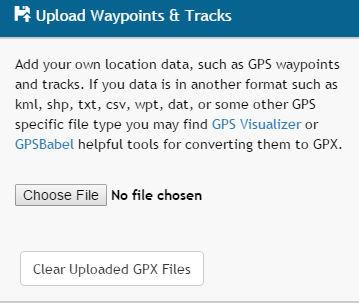 Upload Waypoints & Tracks
Add your own location data, such as GPS waypoints
and tracks. If you data is in another format such as
kml, shp, txt, csv, wpt, dat, or some other GPS
specific file type you may find GPS Visualizer or
GPSBabel helpful tools for converting them to GPX.
Choose File No file chosen
Clear Uploaded GPX Files